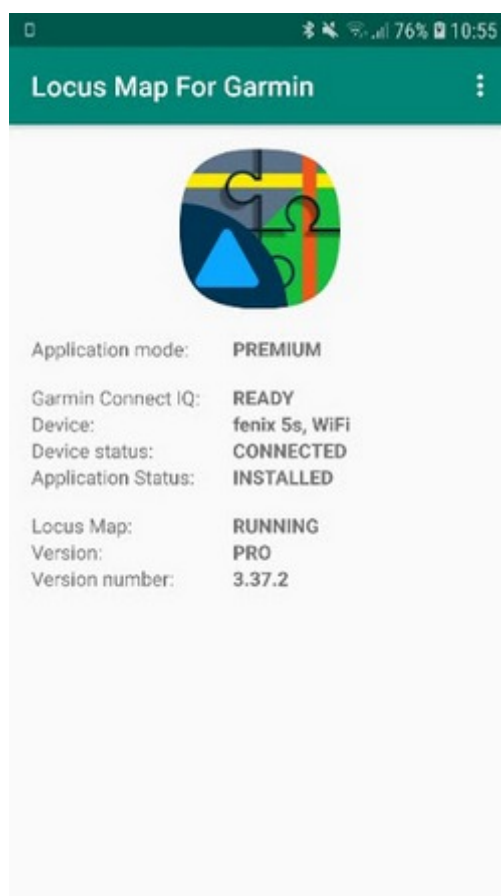 76% 10:55
Locus Map For Garmin
Application mode: PREMIUM
Garmin Connect IQ: READY
Device: fenix 5s, WiFi
Device status: CONNECTED
Application Status: INSTALLED
Locus Map: RUNNING
Version: PRO
Version number: 3.37.2